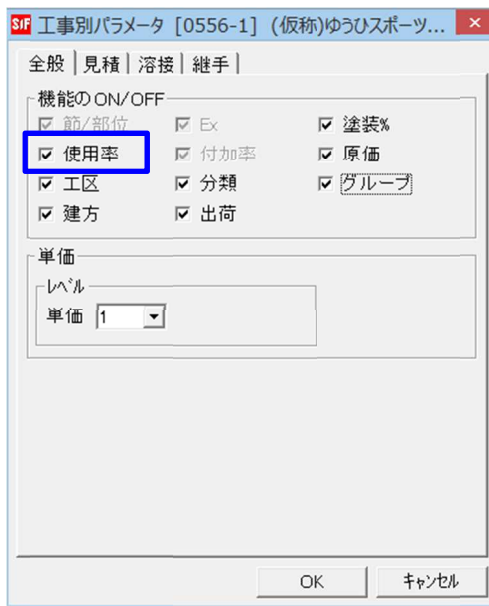 S/F 工事別パラメータ [0556-1] (仮称)ゆうひスポーツ... ×
全般 見積 溶接 継手
機能のON/OFF
節/部位 Ex 塗装%
使用率 付加率 原価
工区 分類 グループ
建方 出荷
単価
レベル
単価 1
OK キャンセル